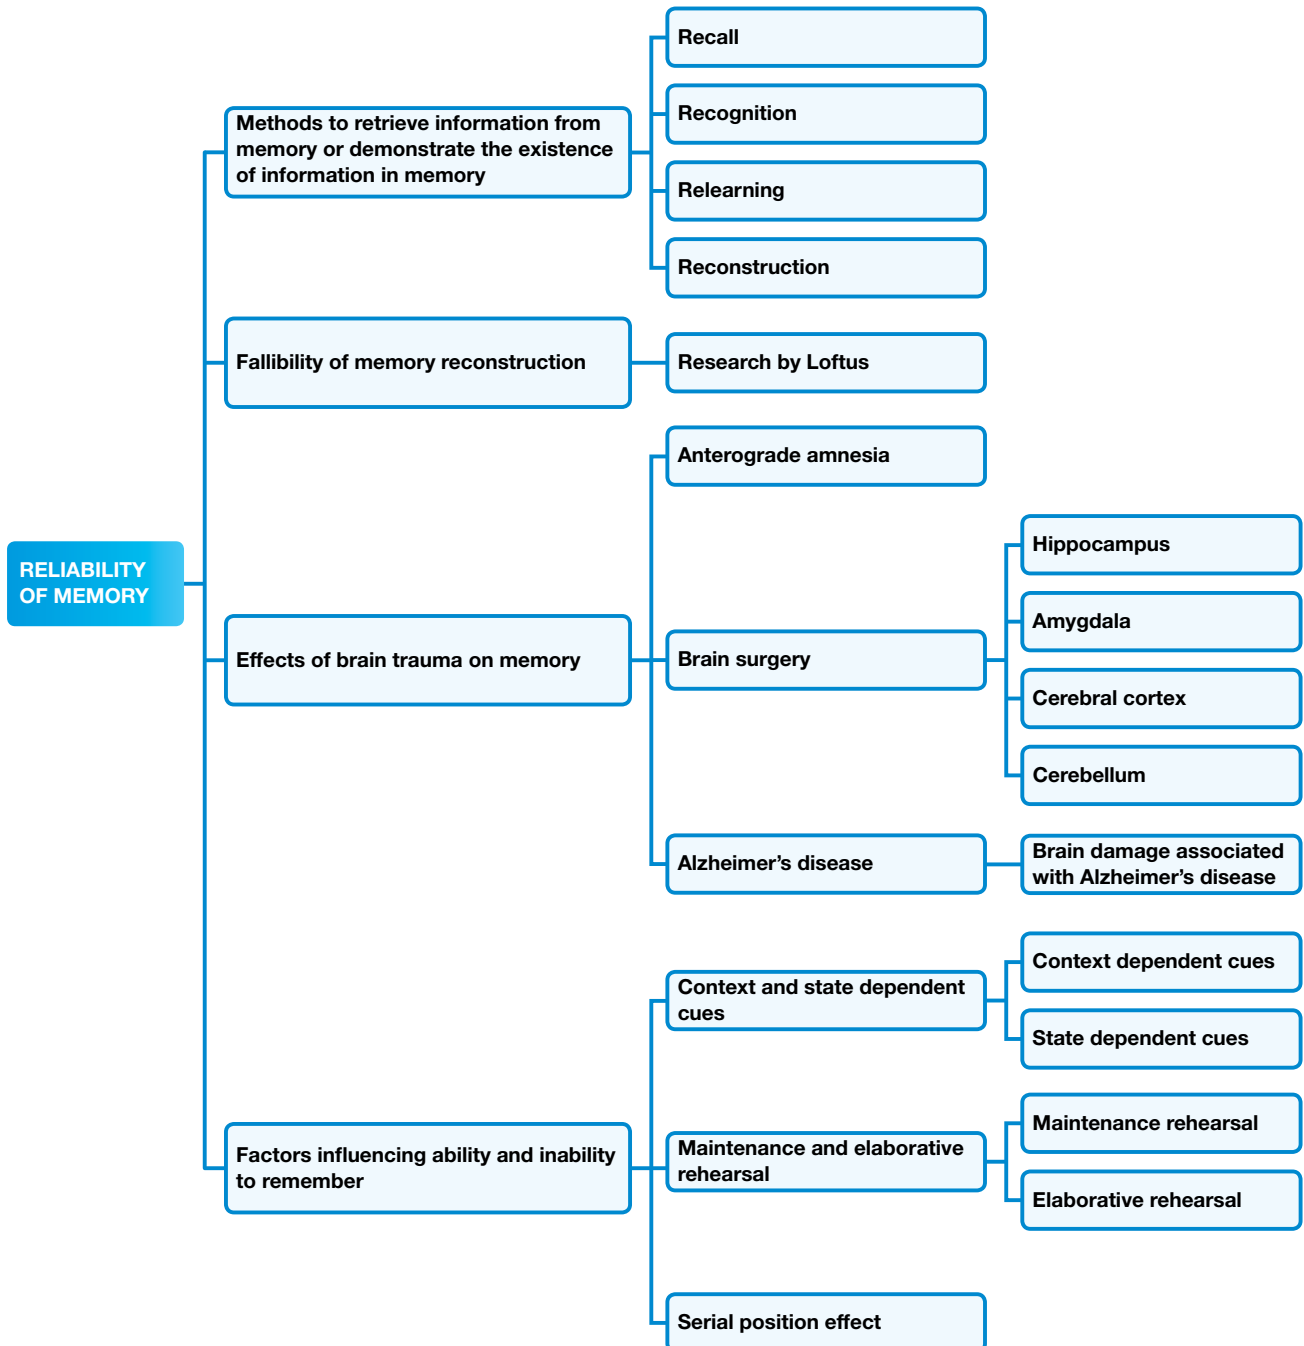 RELIABILITY
OF MEMORY
Methods to retrieve information from
memory or demonstrate the existence
of information in memory
Recall
Recognition
Relearning
Reconstruction
Fallibility of memory reconstruction
Research by Loftus
Effects of brain trauma on memory
Anterograde amnesia
Brain surgery
Hippocampus
Amygdala
Cerebral cortex
Cerebellum
Alzheimer’s disease
Brain damage associated
with Alzheimer’s disease
Factors influencing ability and inability
to remember
Context and state dependent
cues
Context dependent cues
State dependent cues
Maintenance and elaborative
rehearsal
Maintenance rehearsal
Elaborative rehearsal
Serial position effect